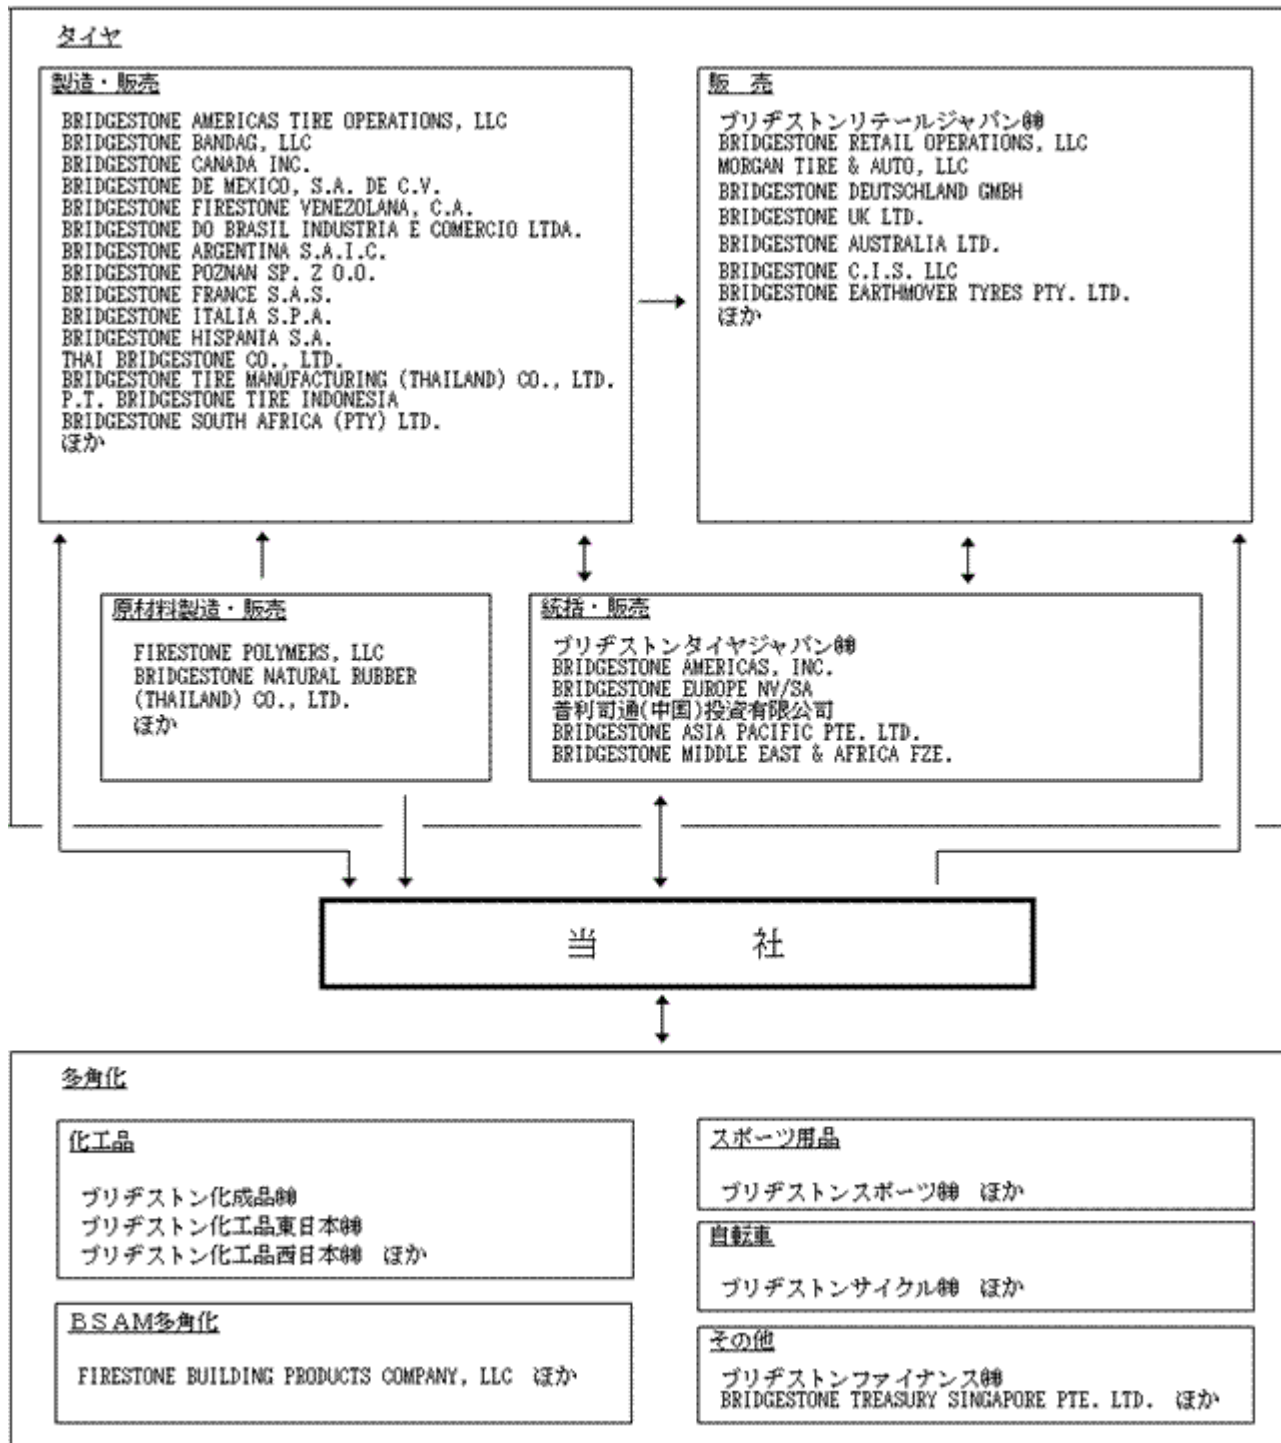 タイヤ
製造・販売
BRIDGESTONE AMERICAS TIRE OPERATIONS, LLC
BRIDGESTONE BANDAG, LLC
BRIDGESTONE CANADA INC.
BRIDGESTONE DE MEXICO, S.A. DE C.V.
BRIDGESTONE FIRESTONE VENEZOLANA, C.A.
BRIDGESTONE DO BRASIL INDUSTRIA E COMERCIO LTDA.
BRIDGESTONE ARGENTINA S.A.I.C.
BRIDGESTONE POZNAN SP. Z O.O.
BRIDGESTONE FRANCE S.A.S.
BRIDGESTONE ITALIA S.P.A.
BRIDGESTONE HISPANIA S.A.
THAI BRIDGESTONE CO., LTD.
BRIDGESTONE TIRE MANUFACTURING (THAILAND) CO., LTD.
P.T. BRIDGESTONE TIRE INDONESIA
BRIDGESTONE SOUTH AFRICA (PTY) LTD.
ほか
販 売
ブリヂストンリテールジャパン㈱
BRIDGESTONE RETAIL OPERATIONS, LLC
MORGAN TIRE & AUTO, LLC
BRIDGESTONE DEUTSCHLAND GMBH
BRIDGESTONE UK LTD.
BRIDGESTONE AUSTRALIA LTD.
BRIDGESTONE C.I.S. LLC
BRIDGESTONE EARTHMOVER TYRES PTY. LTD.
ほか
原材料製造・販売
FIRESTONE POLYMERS, LLC
BRIDGESTONE NATURAL RUBBER
(THAILAND) CO., LTD.
ほか
統括・販売
ブリヂストンタイヤジャパン㈱
BRIDGESTONE AMERICAS, INC.
BRIDGESTONE EUROPE NV/SA
普利司通(中国)投資有限公司
BRIDGESTONE ASIA PACIFIC PTE. LTD.
BRIDGESTONE MIDDLE EAST & AFRICA FZE.
当 社
多角化
化工品
ブリヂストン化成品㈱
ブリヂストン化工品東日本㈱
ブリヂストン化工品西日本㈱ ほか
BSAM多角化
FIRESTONE BUILDING PRODUCTS COMPANY, LLC ほか
スポーツ用品
ブリヂストンスポーツ㈱ ほか
自転車
ブリヂストンサイクル㈱ ほか
その他
ブリヂストンファイナンス㈱
BRIDGESTONE TREASURY SINGAPORE PTE. LTD. ほか